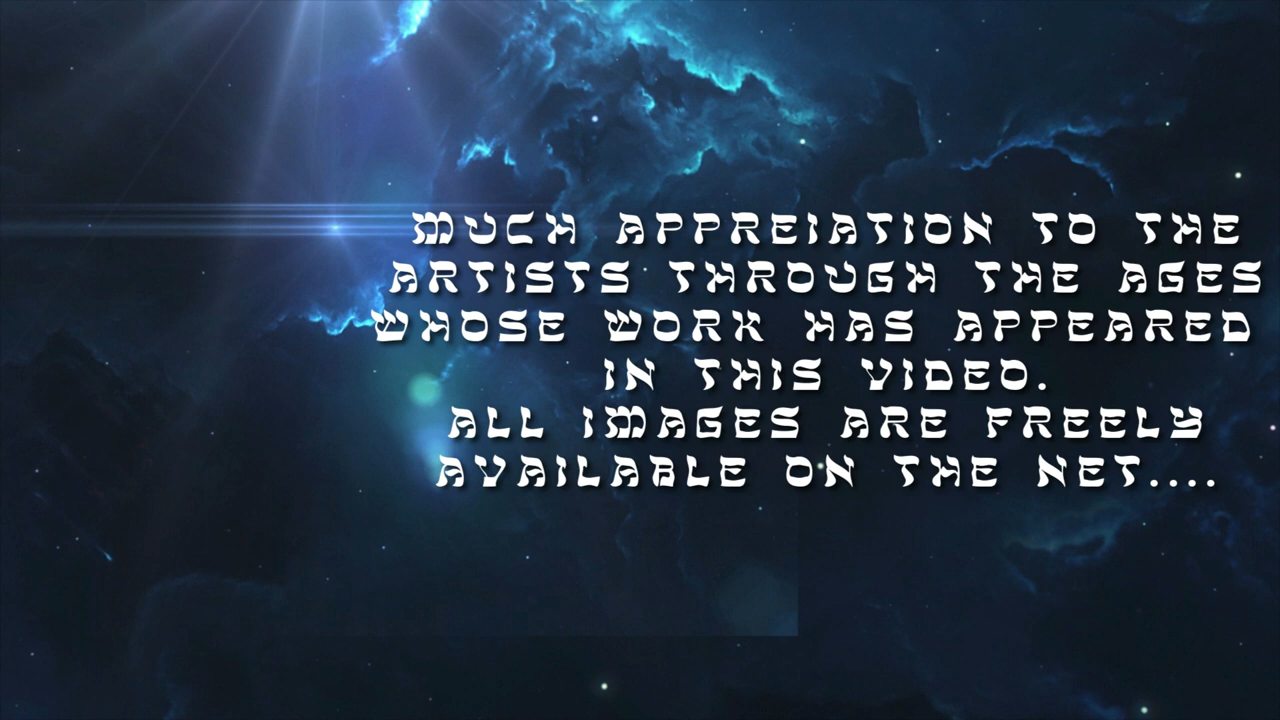 MUCH APPREIATION TO THE
ARTISTS THROUGH THE AGES
WHOSE WORK HAS APPEARED
IN THIS VIDEO.
ALL IMAGES ARE FREELY
AVAILABLE ON THE NET....